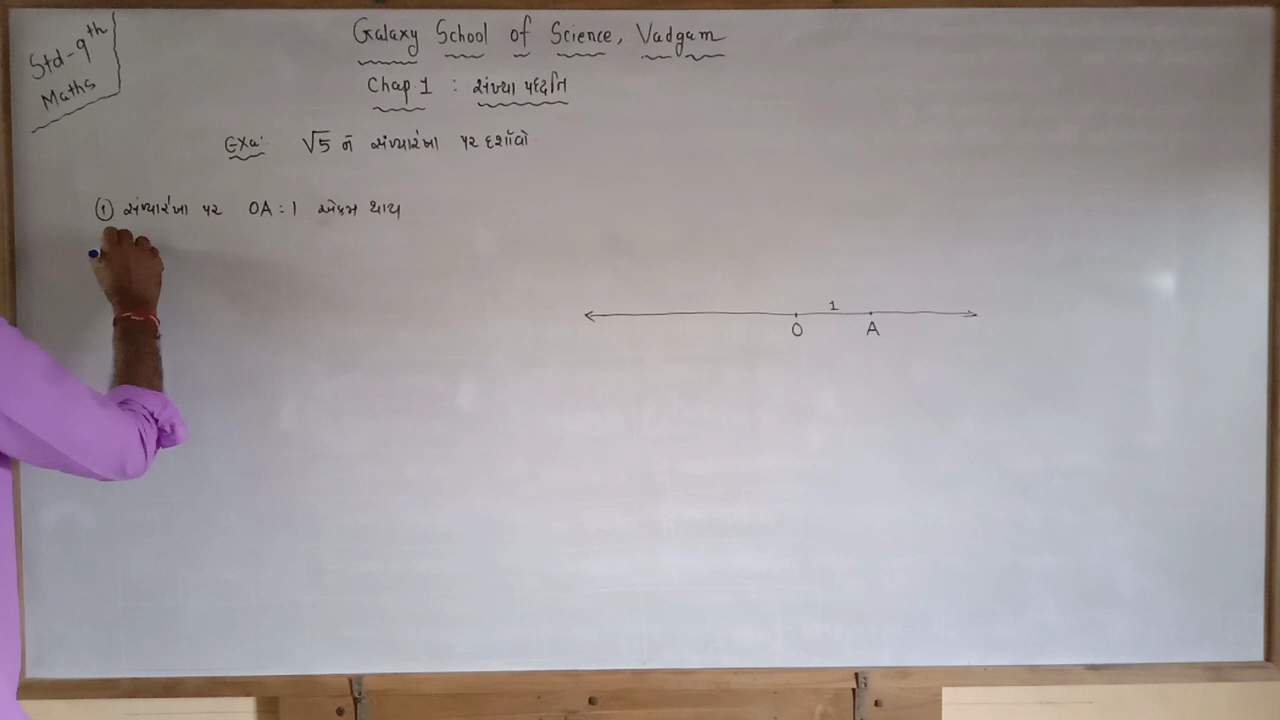 Std-9th
Maths
Galaxy School of Science, Vadgam
Chap.1 : સંખ્યા પધ્ધતિ
Exa: √5 ને સંખ્યારેખા પર દર્શાવો
① સંખ્યારેખા પર OA = 1 એકમ થાય
1
O A